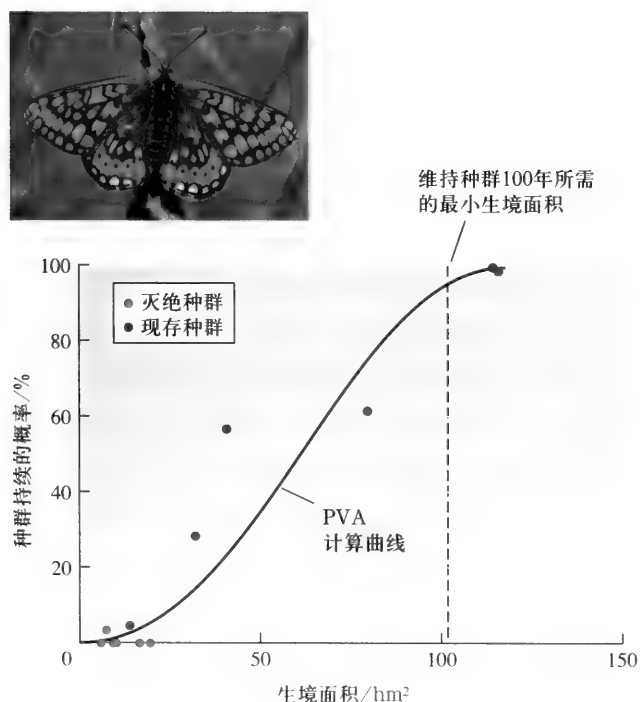 维持种群100年所需
的最小生境面积
100
80
60
40
20
0
灭绝种群
现存种群
种群持续的概率/%
PVA
计算曲线
50
100
150
生境面积/hm²